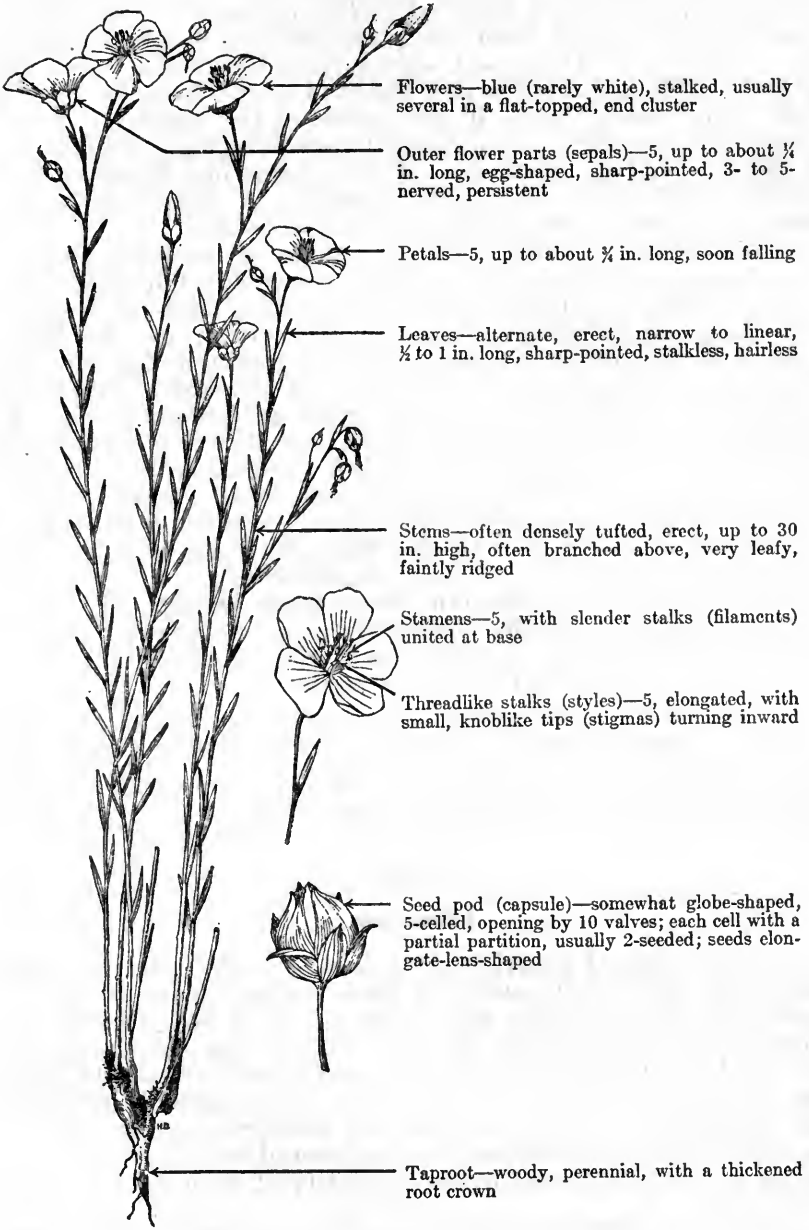 Flowers—blue (rarely white), stalked, usually
several in a flat-topped, end cluster
Outer flower parts (sepals)—5, up to about ¼
in. long, egg-shaped, sharp-pointed, 3- to 5-
nerved, persistent
Petals—5, up to about ¾ in. long, soon falling
Leaves—alternate, erect, narrow to linear,
½ to 1 in. long, sharp-pointed, stalkless, hairless
Stems—often densely tufted, erect, up to 30
in. high, often branched above, very leafy,
faintly ridged
Stamens—5, with slender stalks (filaments)
united at base
Threadlike stalks (styles)—5, elongated, with
small, knoblike tips (stigmas) turning inward
Seed pod (capsule)—somewhat globe-shaped,
5-celled, opening by 10 valves; each cell with a
partial partition, usually 2-seeded; seeds elon-
gate-lens-shaped
HB
Taproot—woody, perennial, with a thickened
root crown